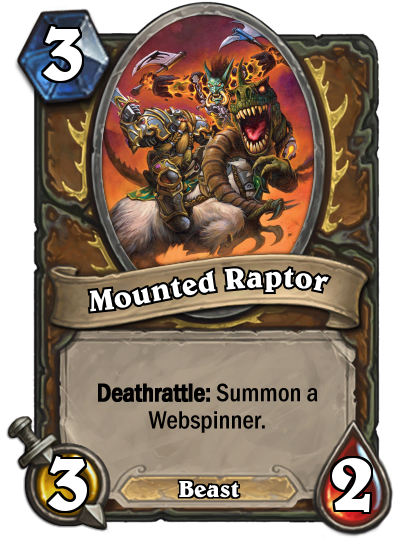 3
Mounted Raptor
Deathrattle: Summon a
Webspinner.
3
Beast
2